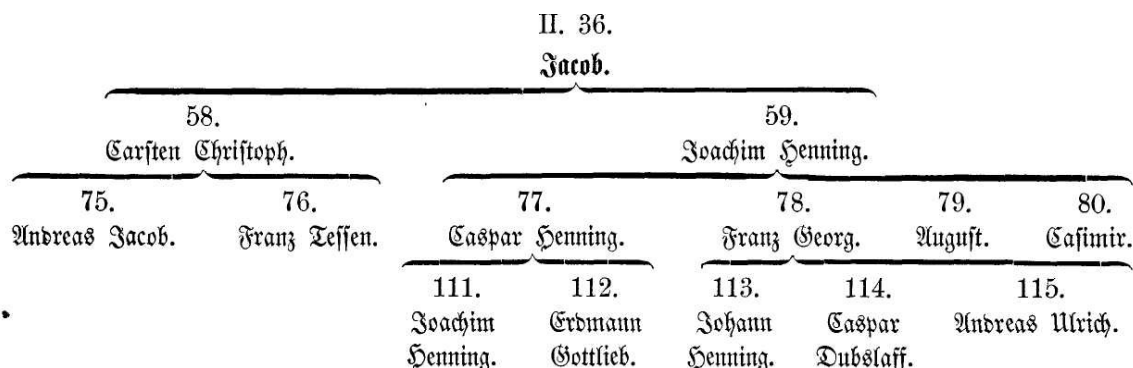 II. 36.
Jacob.
58. 59.
Carsten Christoph. Joachim Henning.
75. 76. 77. 78. 79. 80.
Andreas Jacob. Franz Tessen. Caspar Henning. Franz Georg. August. Casimir.
111. 112. 113. 114. 115.
Joachim Erdmann Johann Caspar Andreas Ulrich.
Henning. Gottlieb. Henning. Dubslaff.